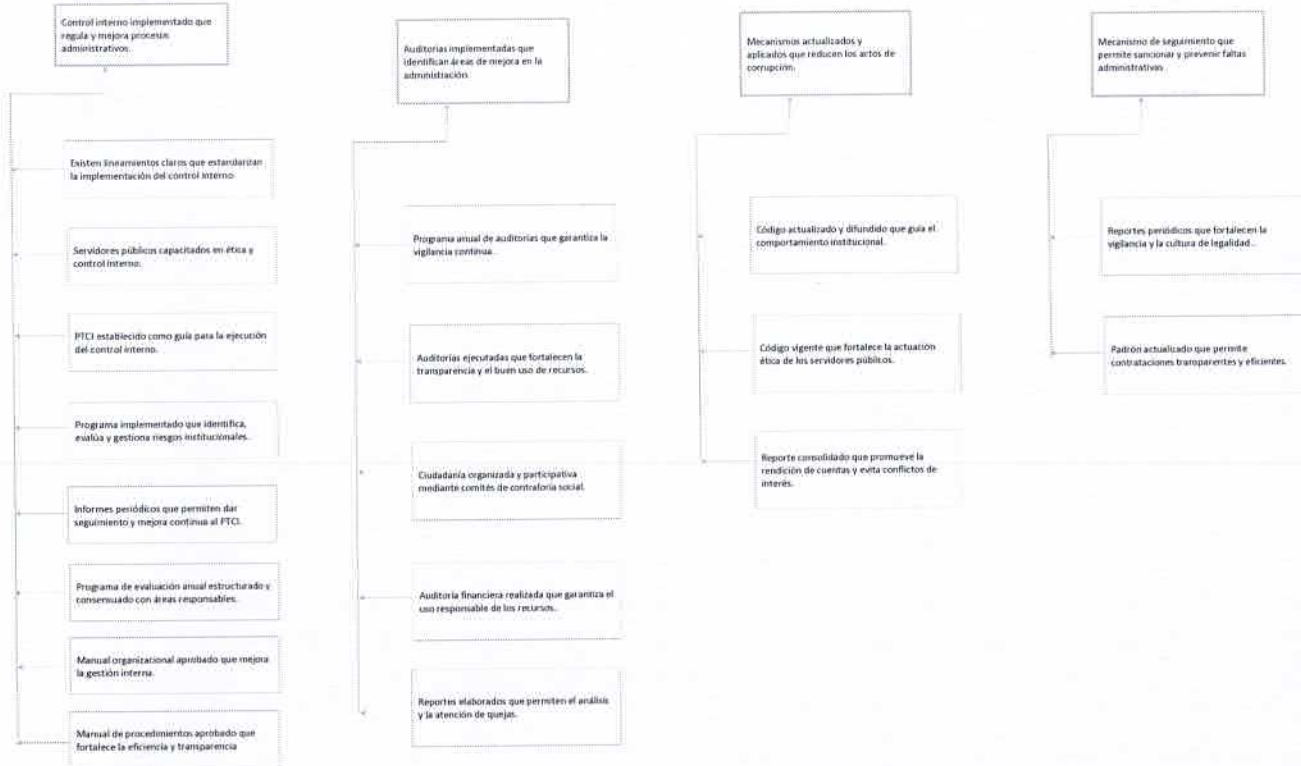 Control interno implementado que
regula y mejora procesos
administrativos.
Existen lineamientos claros que estandarizan
la implementación del control interno.
Servidores públicos capacitados en ética y
control interno.
PTCI establecido como guía para la ejecución
del control interno.
Programa implementado que identifica,
evalúa y gestiona riesgos institucionales.
Informes periódicos que permiten dar
seguimiento y mejora continua al PTCI.
Programa de evaluación anual estructurado y
consensuado con áreas responsables.
Manual organizacional aprobado que mejora
la gestión interna.
Manual de procedimientos aprobado que
fortalece la eficiencia y transparencia
Auditorias implementadas que
identifican áreas de mejora en la
administración
Programa anual de auditorias que garantiza la
vigilancia continua.
Auditorias ejecutadas que fortalecen la
transparencia y el buen uso de recursos.
Ciudadanía organizada y participativa
mediante comités de contraloría social.
Auditoría financiera realizada que garantiza el
uso responsable de los recursos.
Reportes elaborados que permiten el análisis
y la atención de quejas.
Mecanismos actualizados y
aplicados que reducen los actos de
corrupción.
Código actualizado y difundido que guía el
comportamiento institucional.
Código vigente que fortalece la actuación
ética de los servidores públicos.
Reporte consolidado que promueve la
rendición de cuentas y evita conflictos de
interés.
Mecanismo de seguimiento que
permite sancionar y prevenir faltas
administrativas
Reportes periódicos que fortalecen la
vigilancia y la cultura de legalidad.
Padrón actualizado que permite
contrataciones transparentes y eficientes.